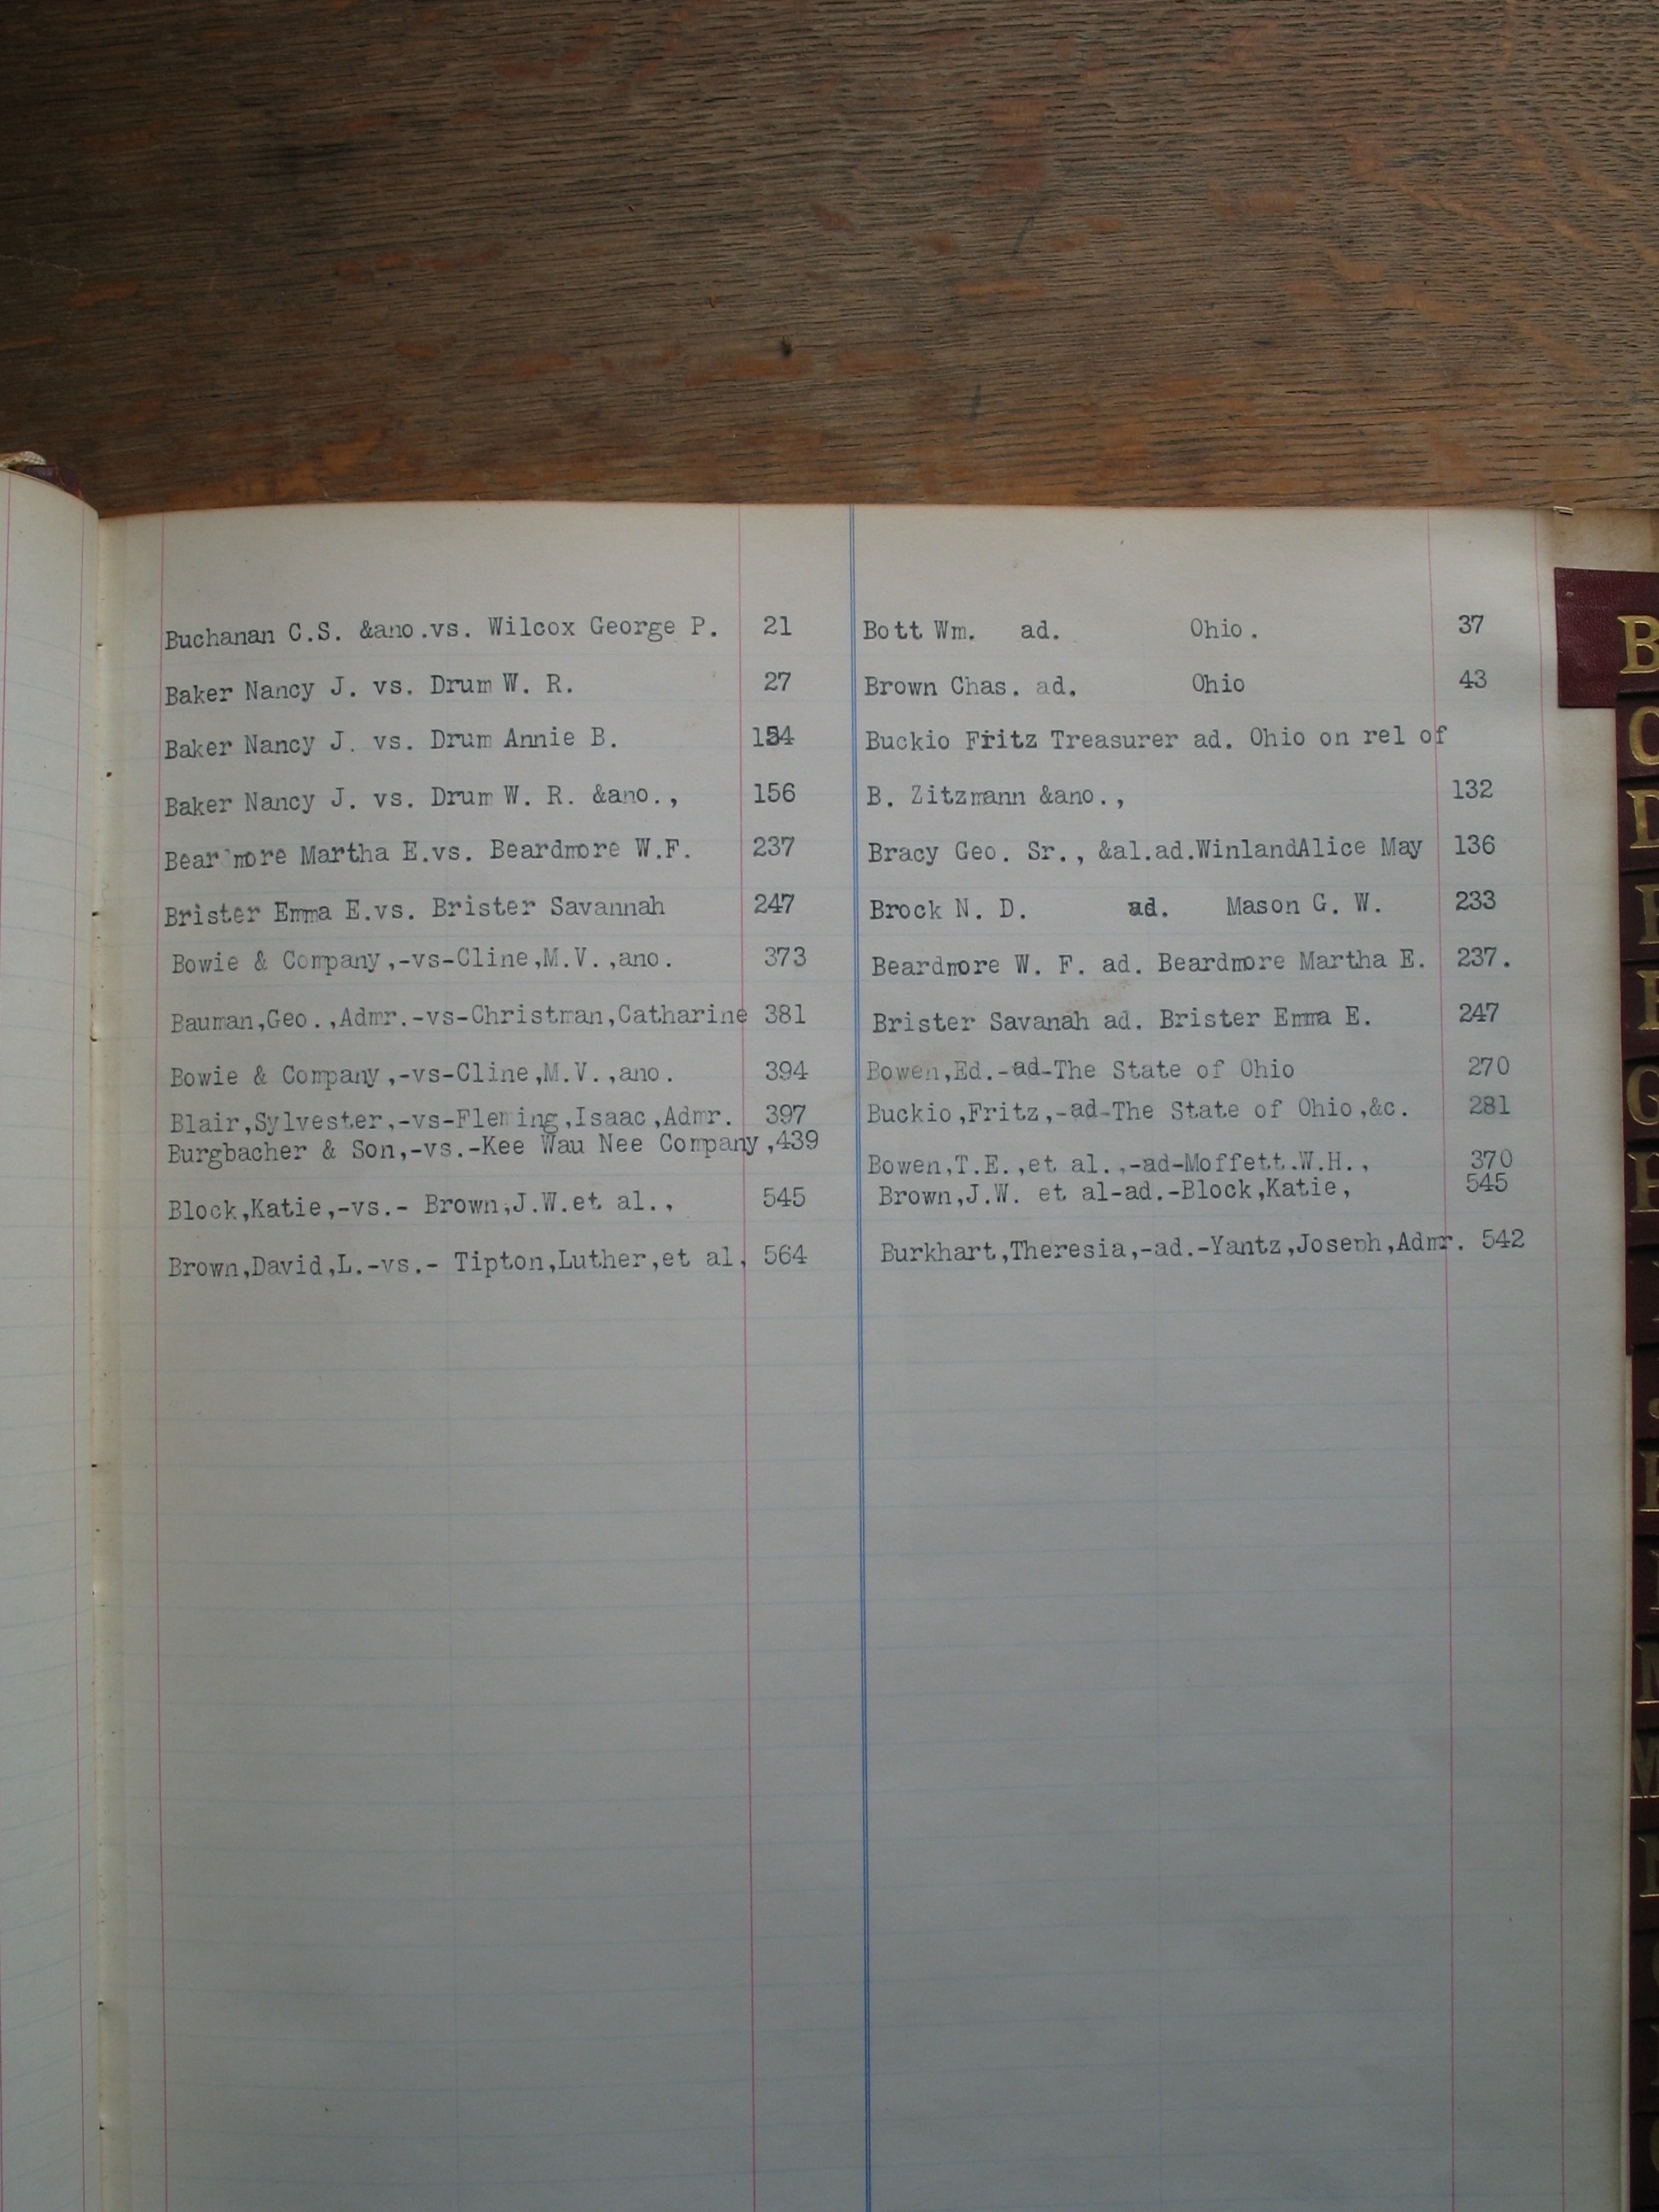 Buchanan C.S. &ano.vs. Wilcox George P. 21
Baker Nancy J. vs. Drum W. R. 27
Baker Nancy J. vs. Drum Annie B. 154
Baker Nancy J. vs. Drum W. R. &ano., 156
Beardmore Martha E.vs. Beardmore W.F. 237
Brister Emma E.vs. Brister Savannah 247
Bowie & Company,-vs-Cline,M.V.,ano. 373
Bauman,Geo.,Admr.-vs-Christman,Catharine 381
Bowie & Company,-vs-Cline,M.V.,ano. 394
Blair,Sylvester,-vs-Fleming,Isaac,Admr. 397
Burgbacher & Son,-vs.-Kee Wau Nee Company,439
Block,Katie,-vs.- Brown,J.W.et al., 545
Brown,David,L.-vs.- Tipton,Luther,et al, 564
Bott Wm. ad. Ohio. 37
Brown Chas. ad. Ohio 43
Buckio Fritz Treasurer ad. Ohio on rel of
B. Zitzmann &ano., 132
Bracy Geo. Sr., &al.ad.WinlandAlice May 136
Brock N. D. ad. Mason G. W. 233
Beardmore W. F. ad. Beardmore Martha E. 237.
Brister Savanah ad. Brister Emma E. 247
Bowen,Ed.-ad-The State of Ohio 270
Buckio,Fritz,-ad-The State of Ohio,&c. 281
Bowen,T.E.,et al.,-ad-Moffett.W.H., 370
Brown,J.W. et al-ad.-Block,Katie, 545
Burkhart,Theresia,-ad.-Yantz,Joseph,Admr. 542
B
C
D